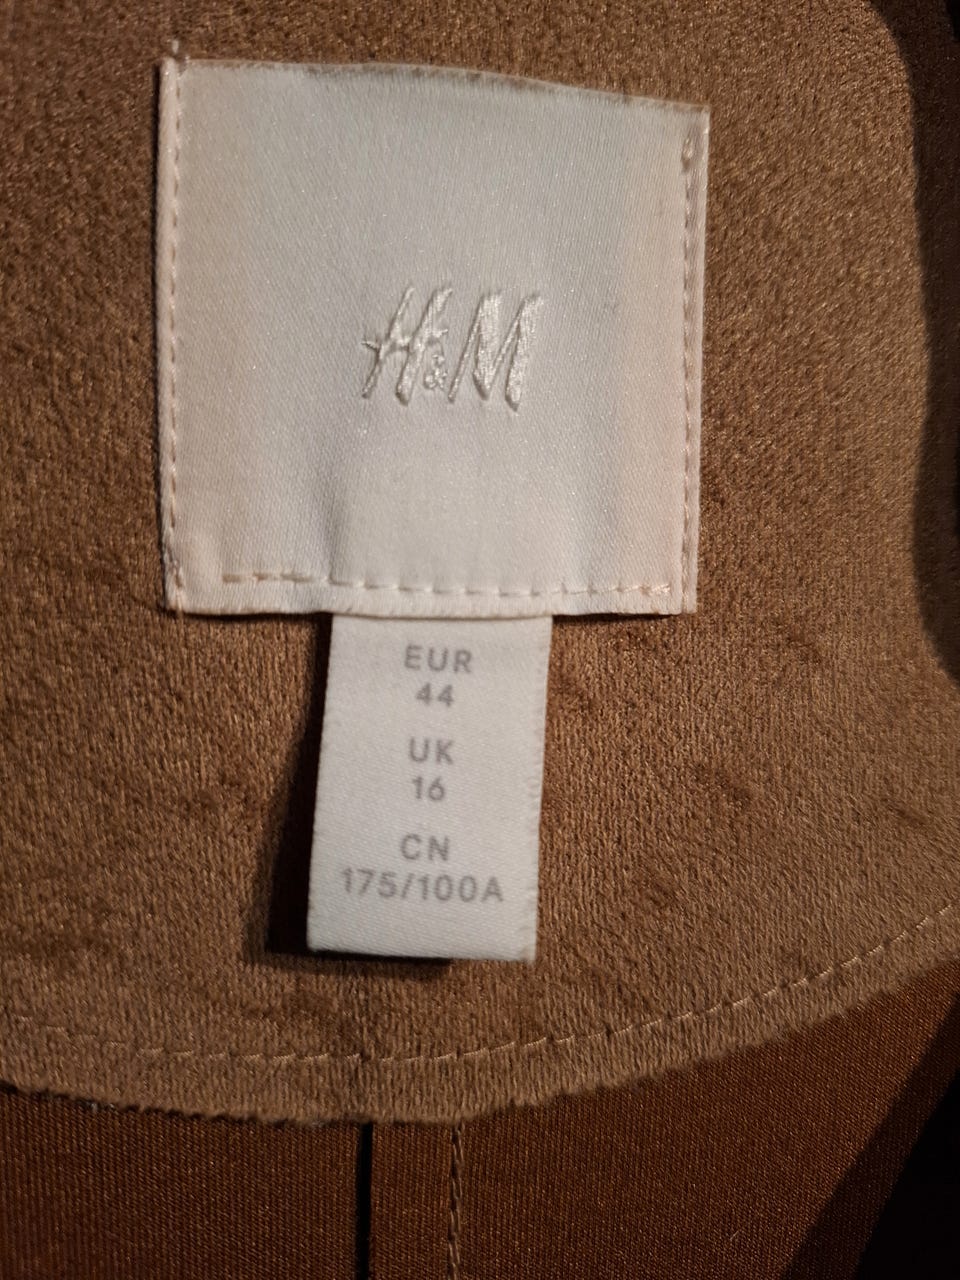 H&M
EUR
44
UK
16
CN
175/100A